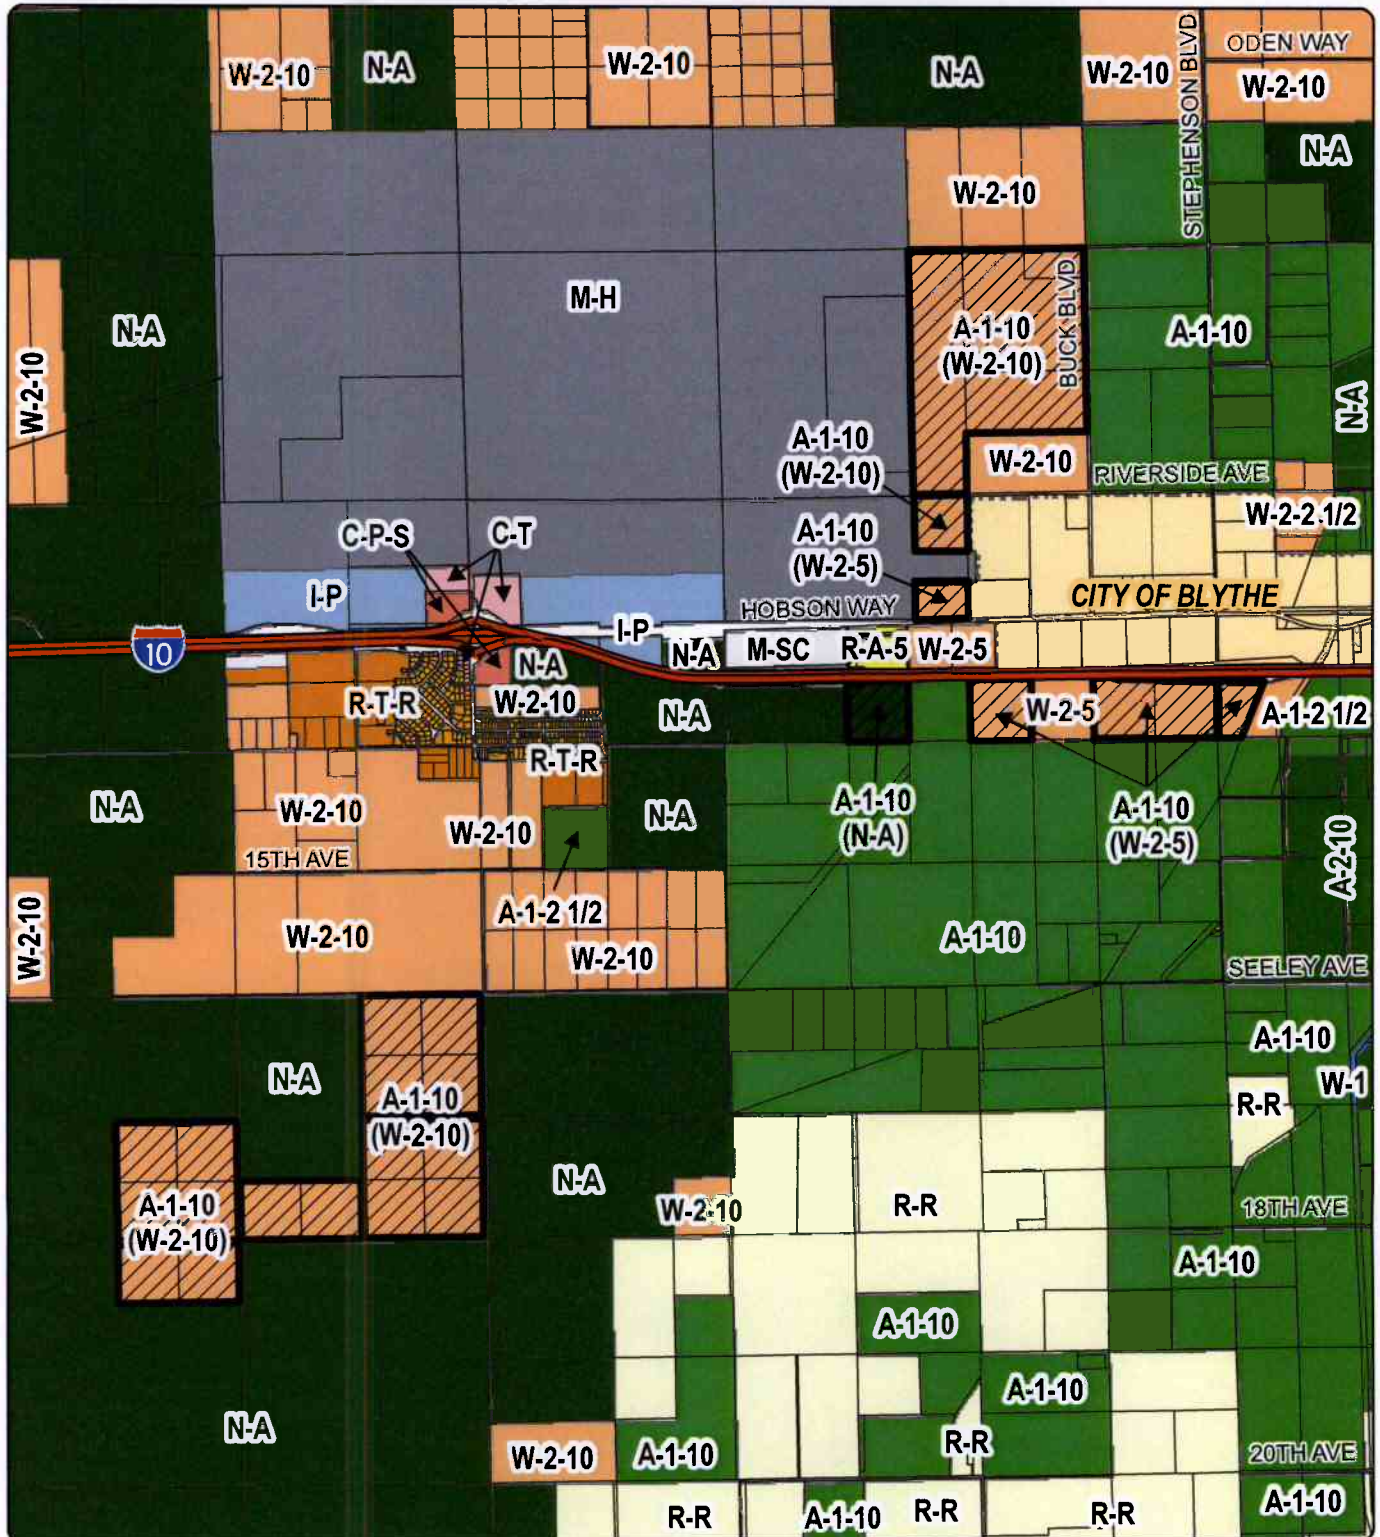 W-2-10
N-A
W-2-10
N-A
W-2-10
STEPHENSON BLVD
ODEN WAY
W-2-10
N-A
W-2-10
M-H
BUCK BLVD
N-A
A-1-10
(W-2-10)
A-1-10
W-2-10
N-A
A-1-10
(W-2-10)
W-2-10
RIVERSIDE AVE
C-P-S
C-T
A-1-10
(W-2-5)
W-2-2 1/2
I-P
HOBSON WAY
CITY OF BLYTHE
10
I-P
N-A
M-SC
R-A-5
W-2-5
N-A
R-T-R
W-2-10
N-A
W-2-5
A-1-2 1/2
R-T-R
N-A
W-2-10
W-2-10
N-A
A-1-10
(N-A)
A-1-10
(W-2-5)
A-2-10
15TH AVE
W-2-10
W-2-10
A-1-2 1/2
W-2-10
A-1-10
SEELEY AVE
N-A
A-1-10
(W-2-10)
A-1-10
W-1
R-R
N-A
A-1-10
(W-2-10)
W-2-10
R-R
18TH AVE
A-1-10
A-1-10
A-1-10
N-A
W-2-10
A-1-10
R-R
20TH AVE
R-R
A-1-10
R-R
R-R
A-1-10